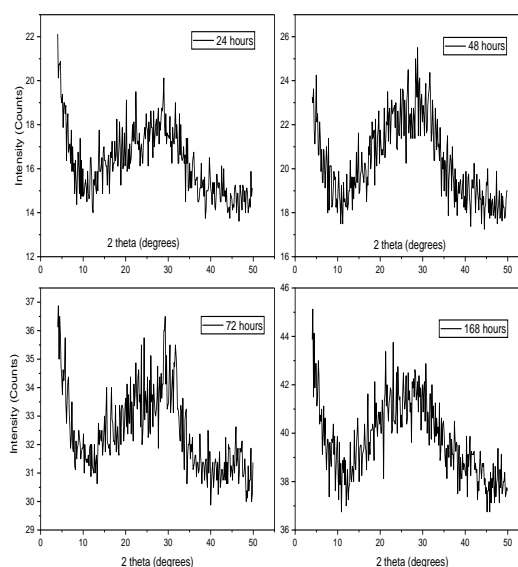 22
20
18
16
14
12
Intensity (Counts)
24 hours
2 theta (degrees)
0 10 20 30 40 50
26
24
22
20
18
16
48 hours
2 theta (degrees)
0 10 20 30 40 50
37
36
35
34
33
32
31
30
29
Intensity (Counts)
72 hours
0 10 20 30 40 50
2 theta (degrees)
46
44
42
40
38
36
168 hours
0 10 20 30 40 50
2 theta (degrees)